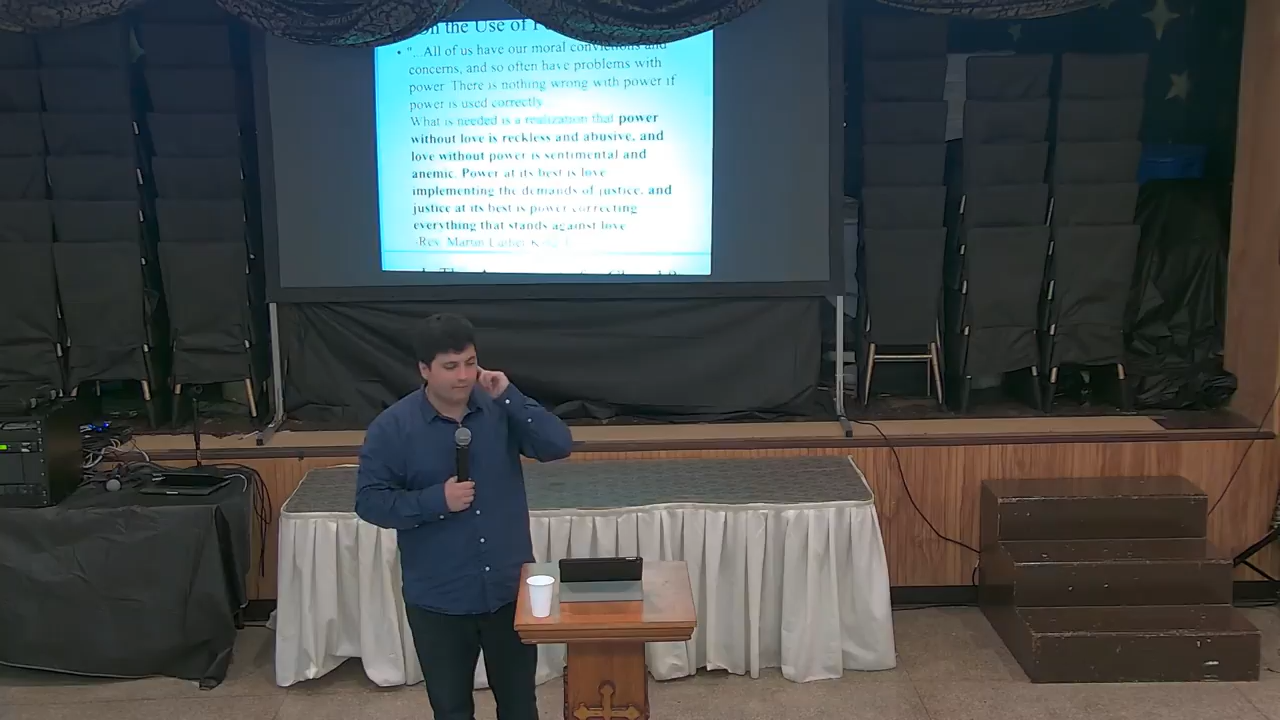 on the Use of
• "...All of us have our moral convictions and
concerns, and so often have problems with
power. There is nothing wrong with power if
power is used correctly
What is needed is a realization that power
without love is reckless and abusive, and
love without power is sentimental and
anemic. Power at its best is love
implementing the demands of justice, and
justice at its best is power correcting
everything that stands against love
-Rev. Martin Luther King